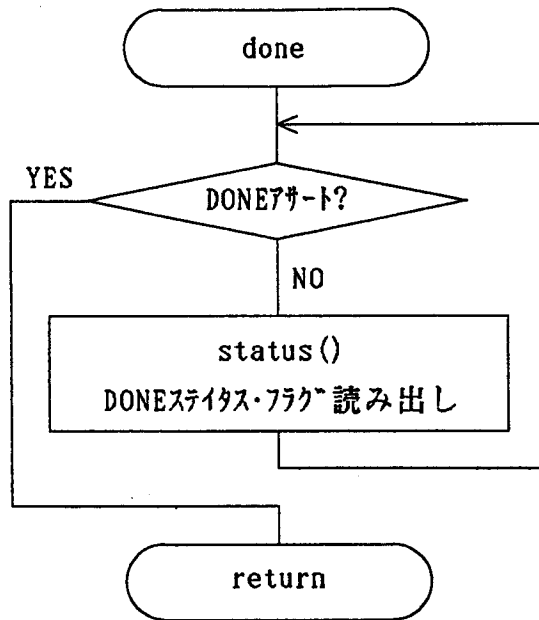 done
YES
DONEアサート?
NO
status()
DONEステイタス・フラグ読み出し
return